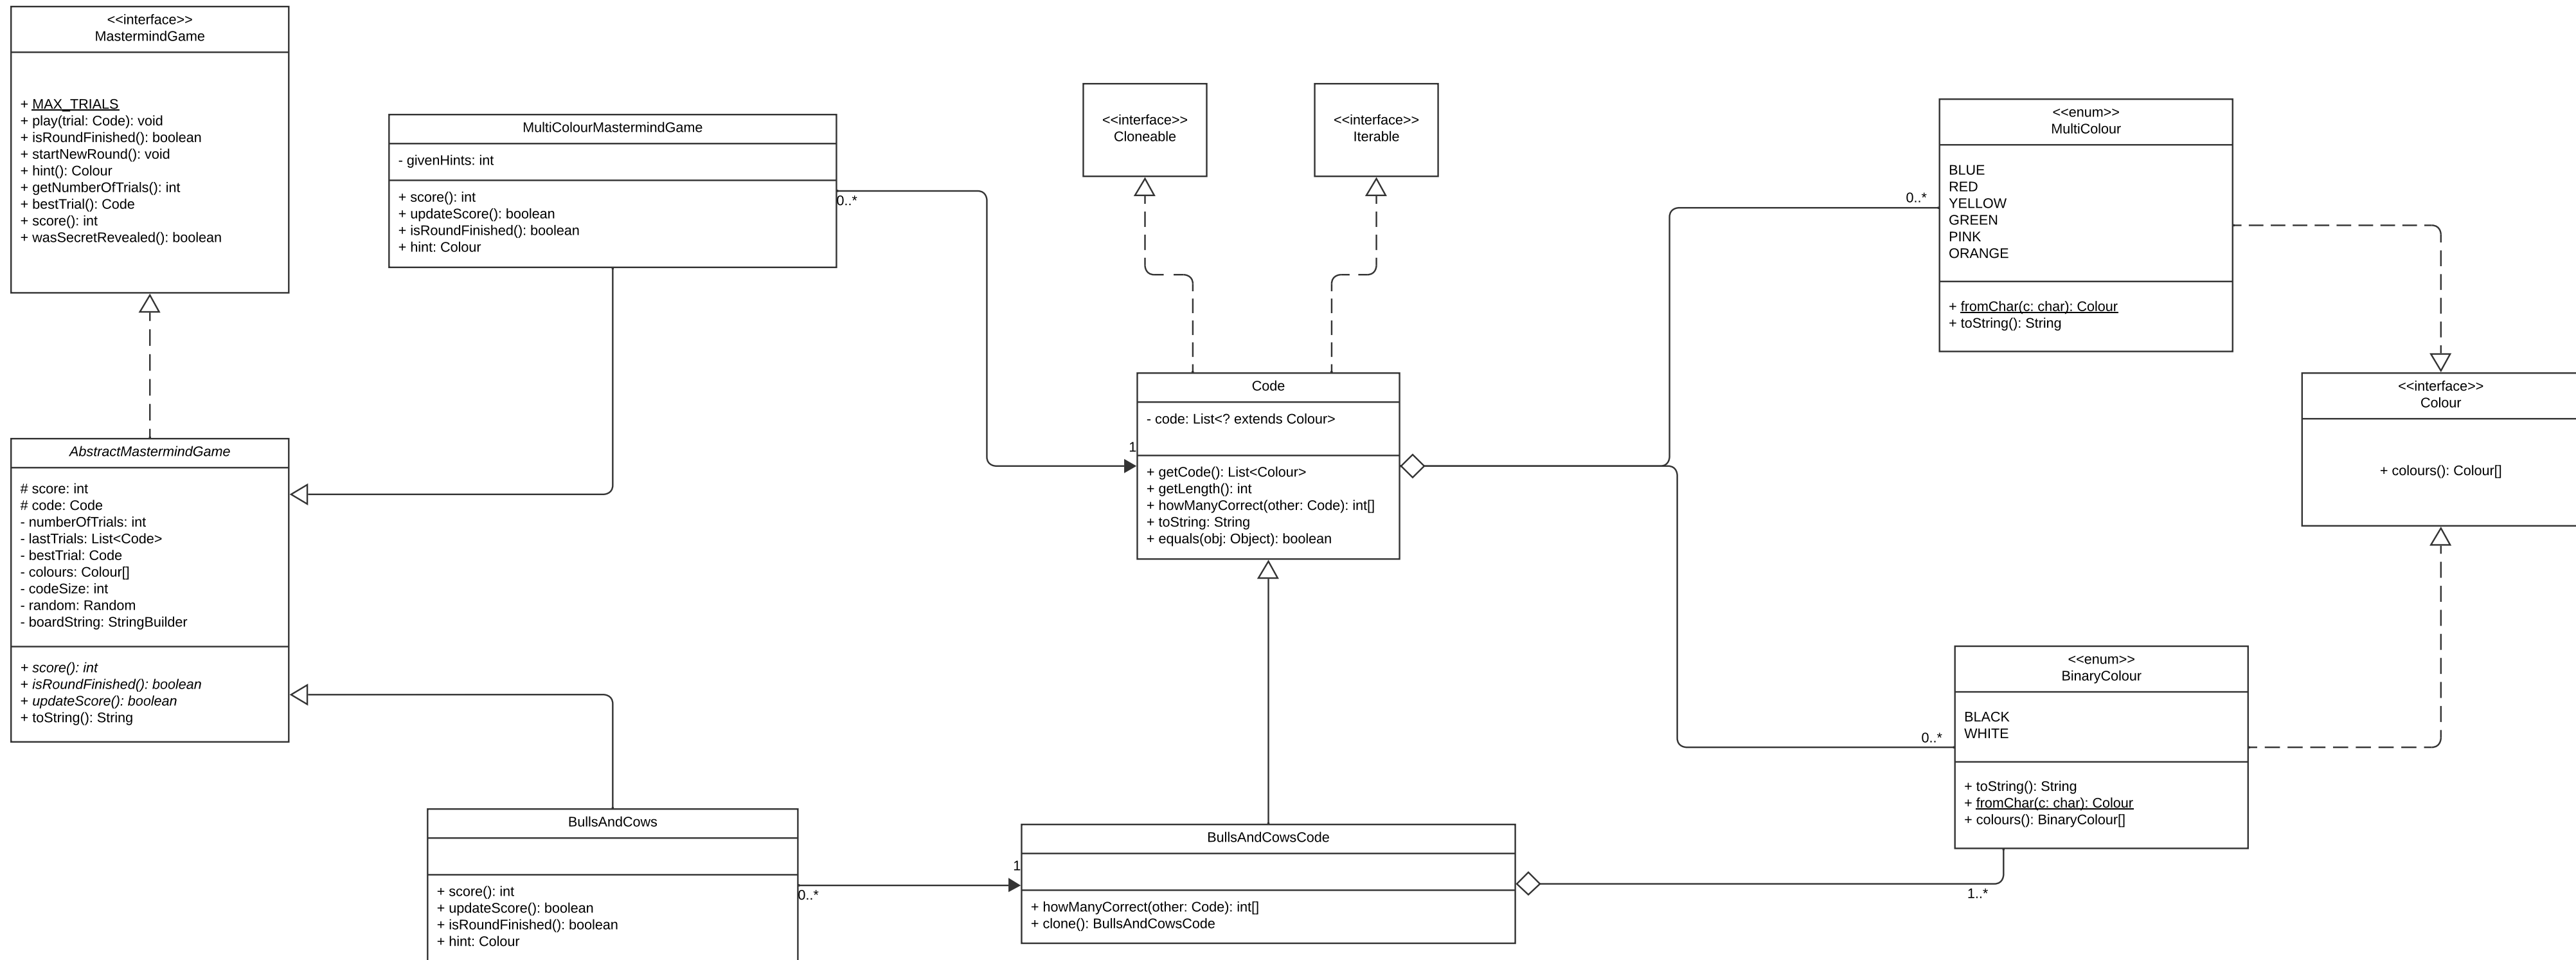 <<interface>>
MastermindGame
+ MAX_TRIALS
+ play(trial: Code): void
+ isRoundFinished(): boolean
+ startNewRound(): void
+ hint(): Colour
+ getNumberOfTrials(): int
+ bestTrial(): Code
+ score(): int
+ wasSecretRevealed(): boolean
MultiColourMastermindGame
- givenHints: int
+ score(): int
+ updateScore(): boolean
+ isRoundFinished(): boolean
+ hint: Colour
0..*
<<interface>>
Cloneable
<<interface>>
Iterable
0..*
<<enum>>
MultiColour
BLUE
RED
YELLOW
GREEN
PINK
ORANGE
+ fromChar(c: char): Colour
+ toString(): String
Code
- code: List<? extends Colour>
1
+ getCode(): List<Colour>
+ getLength(): int
+ howManyCorrect(other: Code): int[]
+ toString: String
+ equals(obj: Object): boolean
<<interface>>
Colour
+ colours(): Colour[]
AbstractMastermindGame
# score: int
# code: Code
- numberOfTrials: int
- lastTrials: List<Code>
- bestTrial: Code
- colours: Colour[]
- codeSize: int
- random: Random
- boardString: StringBuilder
+ score(): int
+ isRoundFinished(): boolean
+ updateScore(): boolean
+ toString(): String
0..*
<<enum>>
BinaryColour
BLACK
WHITE
+ toString(): String
+ fromChar(c: char): Colour
+ colours(): BinaryColour[]
BullsAndCows
+ score(): int
+ updateScore(): boolean
+ isRoundFinished(): boolean
+ hint: Colour
0..*
1
BullsAndCowsCode
+ howManyCorrect(other: Code): int[]
+ clone(): BullsAndCowsCode
1..*